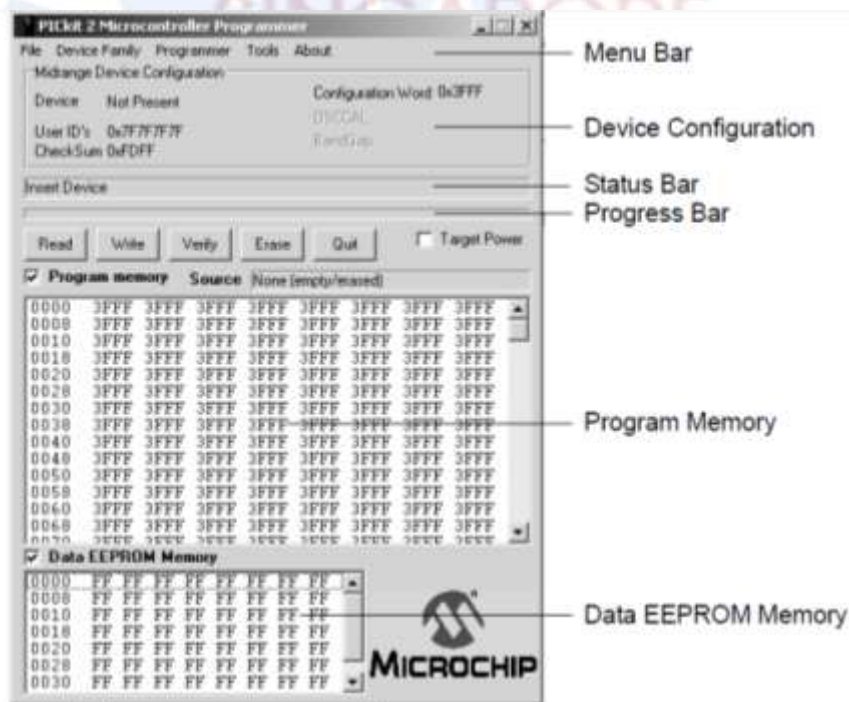 PICkit 2 Microcontroller Programmer
File Device Family Programmer Tools About
Menu Bar
Midrange Device Configuration
Device Not Present
Configuration Word 0x3FFF
OSCCAL
User ID's 0x7F7F7F7F
BandGap
Device Configuration
CheckSum 0xFDFF
Insert Device
Status Bar
Progress Bar
Read Write Verify Erase Quit
Target Power
Program memory Source None (empty/erased)
0000 3FFF 3FFF 3FFF 3FFF 3FFF 3FFF 3FFF 3FFF
0008 3FFF 3FFF 3FFF 3FFF 3FFF 3FFF 3FFF 3FFF
0010 3FFF 3FFF 3FFF 3FFF 3FFF 3FFF 3FFF 3FFF
0018 3FFF 3FFF 3FFF 3FFF 3FFF 3FFF 3FFF 3FFF
0020 3FFF 3FFF 3FFF 3FFF 3FFF 3FFF 3FFF 3FFF
0028 3FFF 3FFF 3FFF 3FFF 3FFF 3FFF 3FFF 3FFF
0030 3FFF 3FFF 3FFF 3FFF 3FFF 3FFF 3FFF 3FFF
0038 3FFF 3FFF 3FFF 3FFF 3FFF 3FFF 3FFF 3FFF
Program Memory
0040 3FFF 3FFF 3FFF 3FFF 3FFF 3FFF 3FFF 3FFF
0048 3FFF 3FFF 3FFF 3FFF 3FFF 3FFF 3FFF 3FFF
0050 3FFF 3FFF 3FFF 3FFF 3FFF 3FFF 3FFF 3FFF
0058 3FFF 3FFF 3FFF 3FFF 3FFF 3FFF 3FFF 3FFF
0060 3FFF 3FFF 3FFF 3FFF 3FFF 3FFF 3FFF 3FFF
0068 3FFF 3FFF 3FFF 3FFF 3FFF 3FFF 3FFF 3FFF
Data EEPROM Memory
0000 FF FF FF FF FF FF FF FF
0008 FF FF FF FF FF FF FF FF
0010 FF FF FF FF FF FF FF FF
Data EEPROM Memory
0018 FF FF FF FF FF FF FF FF
0020 FF FF FF FF FF FF FF FF
0028 FF FF FF FF FF FF FF FF
0030 FF FF FF FF FF FF FF FF
MICROCHIP